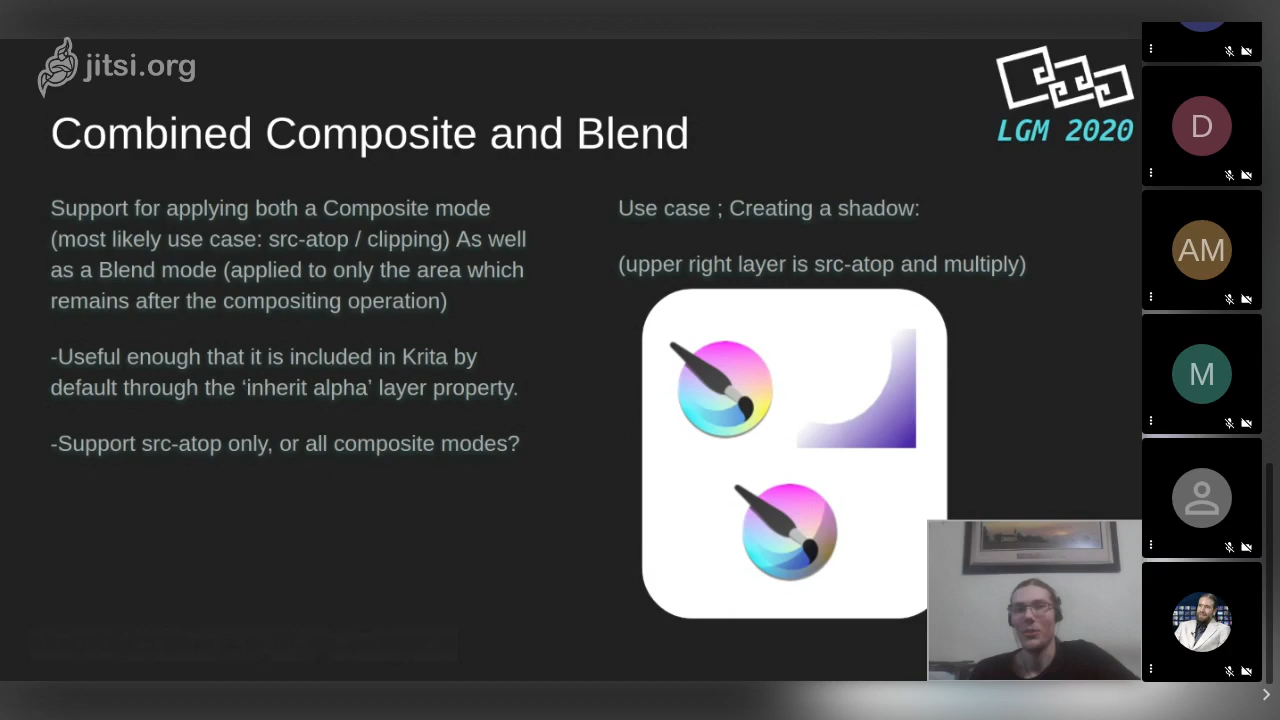 jitsi.org
LGM 2020
Combined Composite and Blend
Support for applying both a Composite mode
(most likely use case: src-atop / clipping) As well
as a Blend mode (applied to only the area which
remains after the compositing operation)
-Useful enough that it is included in Krita by
default through the ‘inherit alpha’ layer property.
-Support src-atop only, or all composite modes?
Use case ; Creating a shadow:
(upper right layer is src-atop and multiply)
D
AM
M